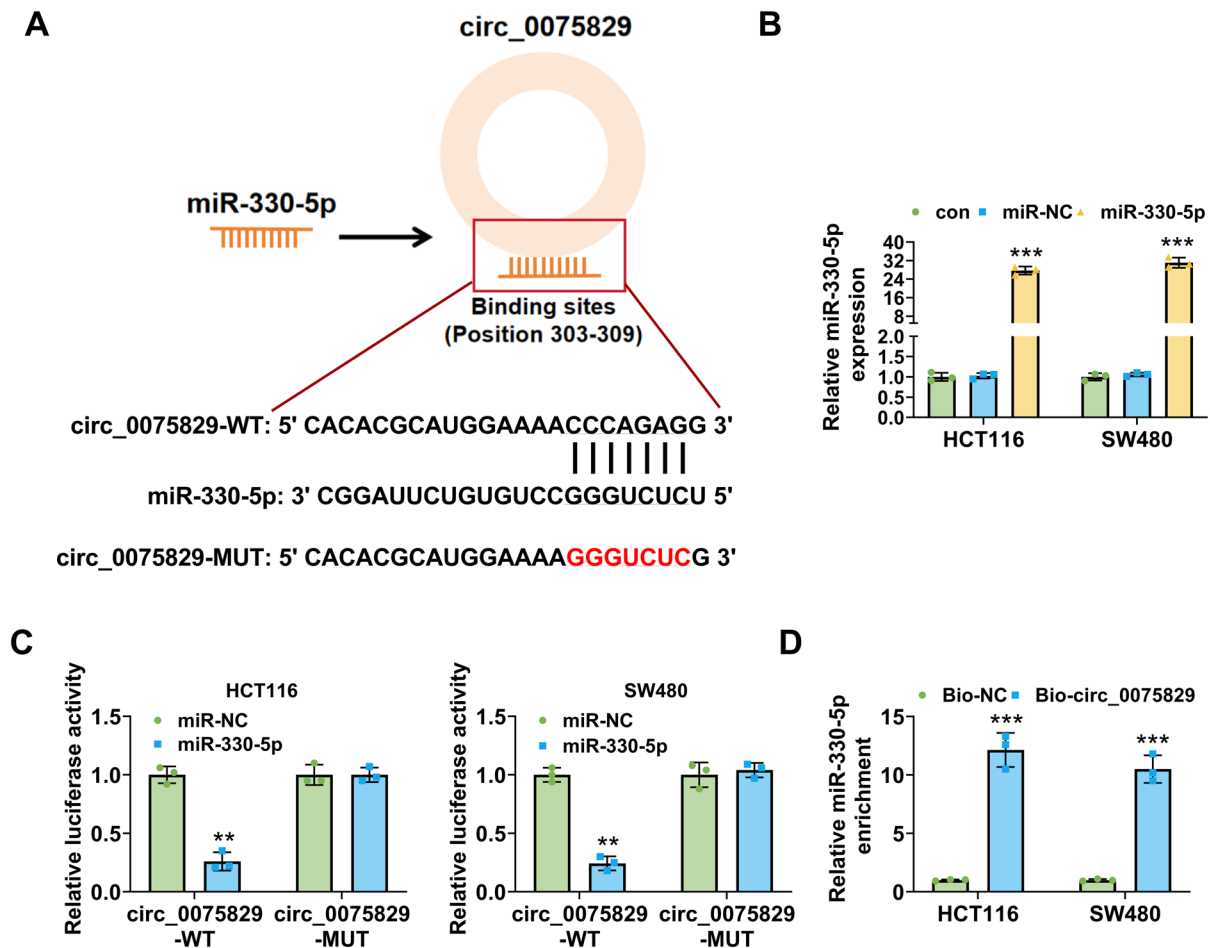 A
circ_0075829
miR-330-5p
Binding sites
(Position 303-309)
circ_0075829-WT: 5' CACACGCAUGGAAAACCCAGAGG 3'
miR-330-5p: 3' CGGAUUCUGUGUCCGGGUCUCU 5'
circ_0075829-MUT: 5' CACACGCAUGGAAAAGGGUCUCG 3'
B
con miR-NC miR-330-5p
Relative miR-330-5p
expression
40
32
24
16
8
2.0
1.5
1.0
0.5
0.0
***
***
HCT116 SW480
C
HCT116
miR-NC
miR-330-5p
Relative luciferase activity
1.5
1.0
0.5
0.0
**
circ_0075829
-WT
circ_0075829
-MUT
SW480
miR-NC
miR-330-5p
Relative luciferase activity
1.5
1.0
0.5
0.0
**
circ_0075829
-WT
circ_0075829
-MUT
D
Bio-NC Bio-circ_0075829
Relative miR-330-5p
enrichment
15
10
5
0
***
***
HCT116 SW480